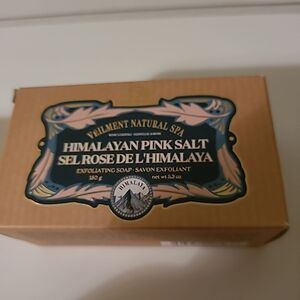 VEILMENT NATURAL SPA
HIMALAYAN PINK SALT
SEL ROSE DE L'HIMALAYA
EXFOLIATING SOAP · SAVON EXFOLIANT
150 g net wt 5.3 oz
HIMALAYA